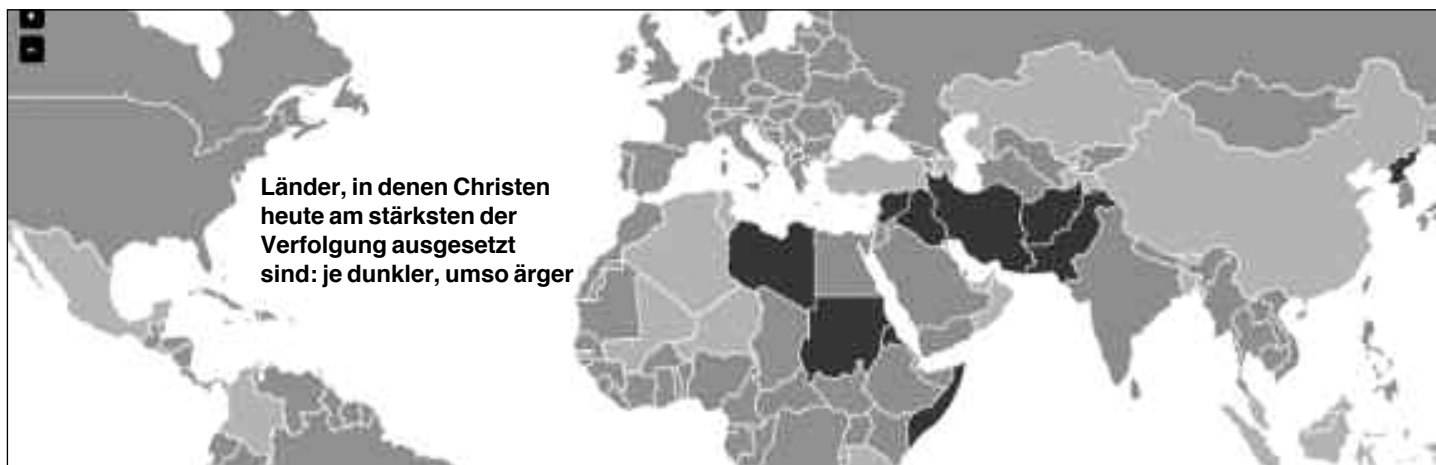 Länder, in denen Christen
heute am stärksten der
Verfolgung ausgesetzt
sind: je dunkler, umso ärger